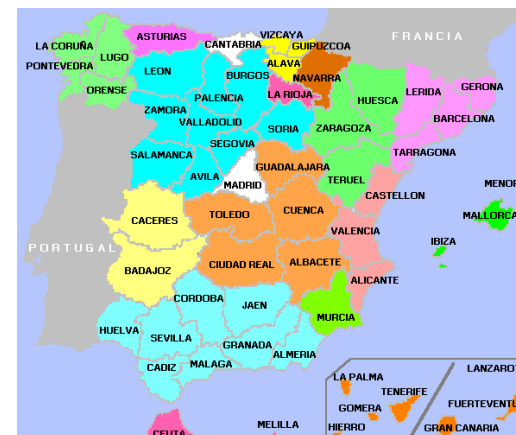 FRANCIA
ASTURIAS
CANTABRIA
VIZCAYA
GUIPUZCOA
LA CORUÑA
LUGO
PONTEVEDRA
ORENSE
LEON
BURGOS
ALAVA
NAVARRA
LA RIOJA
PALENCIA
ZAMORA
VALLADOLID
SORIA
HUESCA
LERIDA
GERONA
BARCELONA
ZARAGOZA
TARRAGONA
SEGOVIA
SALAMANCA
AVILA
MADRID
GUADALAJARA
TERUEL
CASTELLON
MENOR
MALLORCA
IBIZA
CACERES
TOLEDO
CUENCA
VALENCIA
PORTUGAL
BADAJOZ
CIUDAD REAL
ALBACETE
ALICANTE
CORDOBA
JAEN
MURCIA
HUELVA
SEVILLA
GRANADA
ALMERIA
CADIZ
MALAGA
CEUTA
MELILLA
LA PALMA
TENERIFE
GOMERA
HIERRO
LANZAROT
FUERTEVENTU
GRAN CANARIA